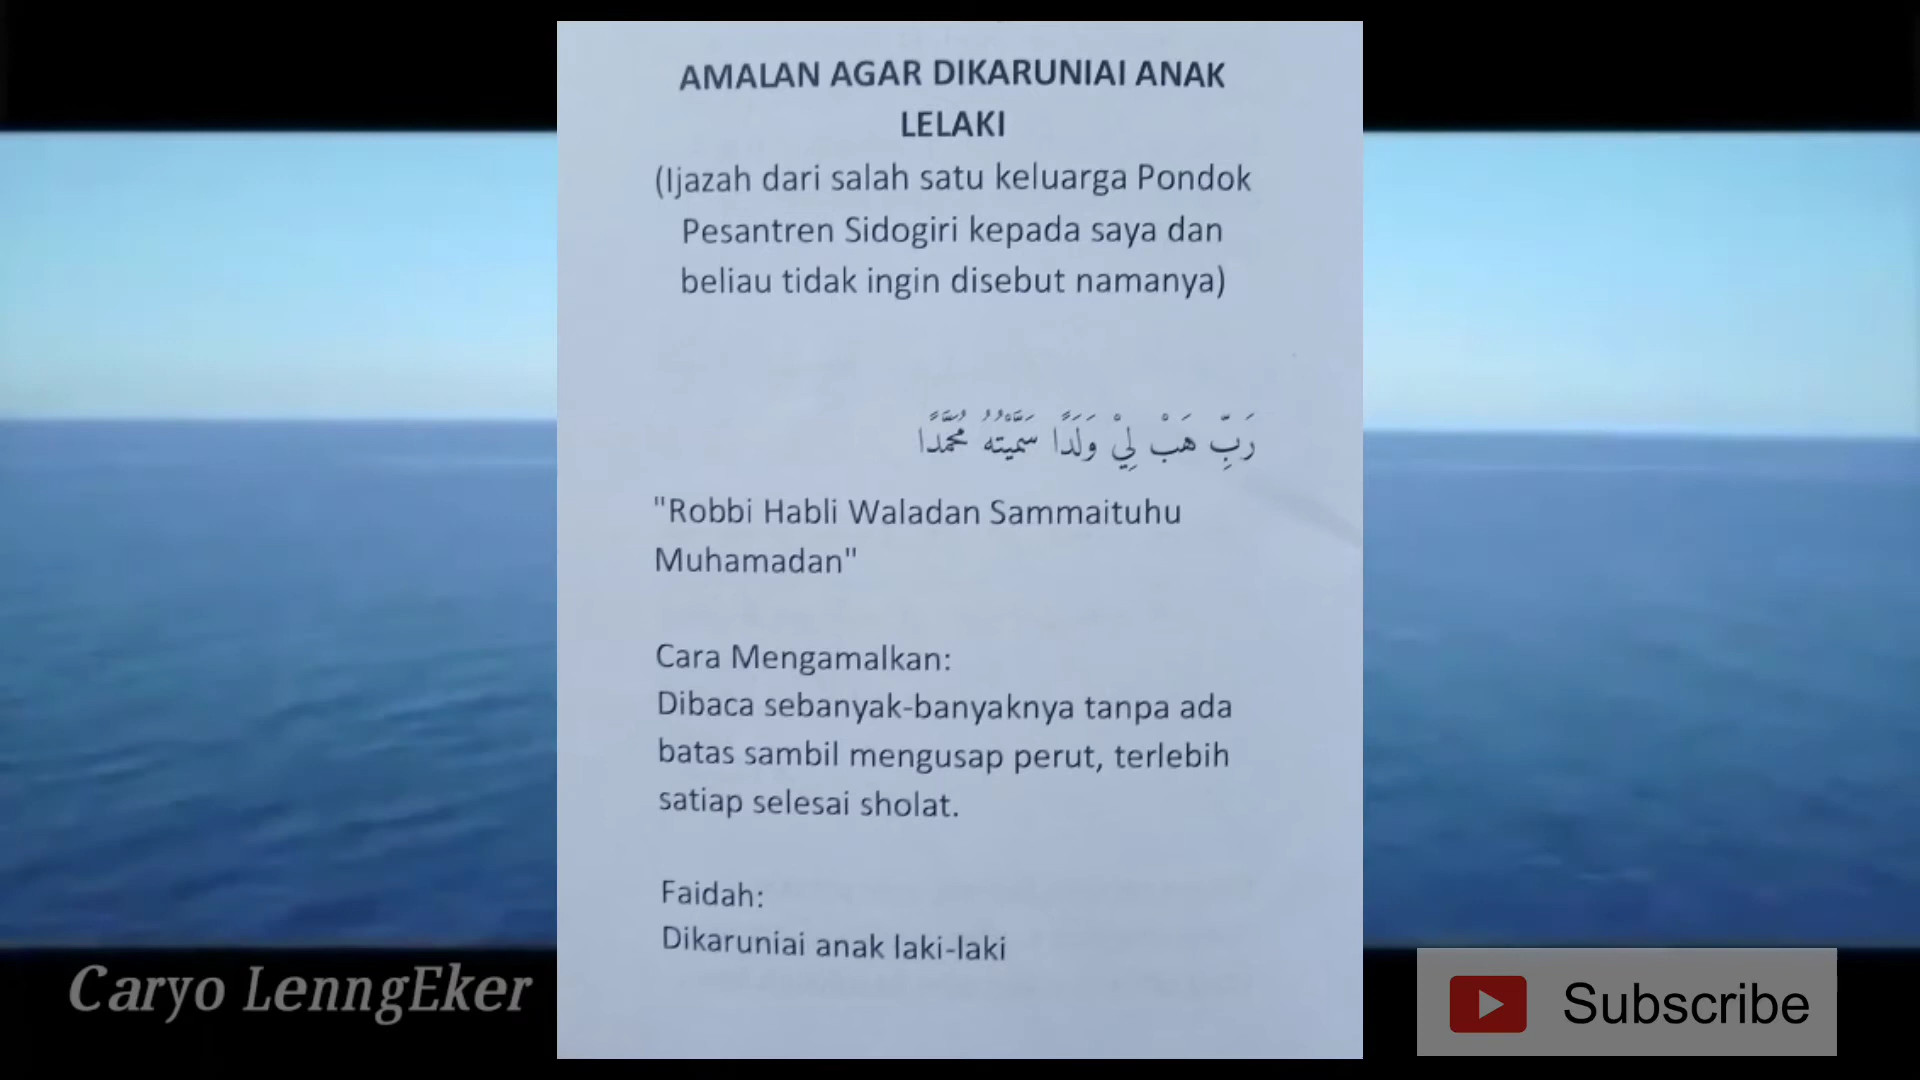 AMALAN AGAR DIKARUNIAI ANAK
LELAKI
(Ijazah dari salah satu keluarga Pondok
Pesantren Sidogiri kepada saya dan
beliau tidak ingin disebut namanya)
رَبِّ هَبْ لِيْ وَلَدًا سَمَّيْتُهُ مُحَمَّدًا
"Robbi Habli Waladan Sammaituhu
Muhamadan"
Cara Mengamalkan:
Dibaca sebanyak-banyaknya tanpa ada
batas sambil mengusap perut, terlebih
satiap selesai sholat.
Faidah:
Dikaruniai anak laki-laki
Caryo LenngEker
Subscribe